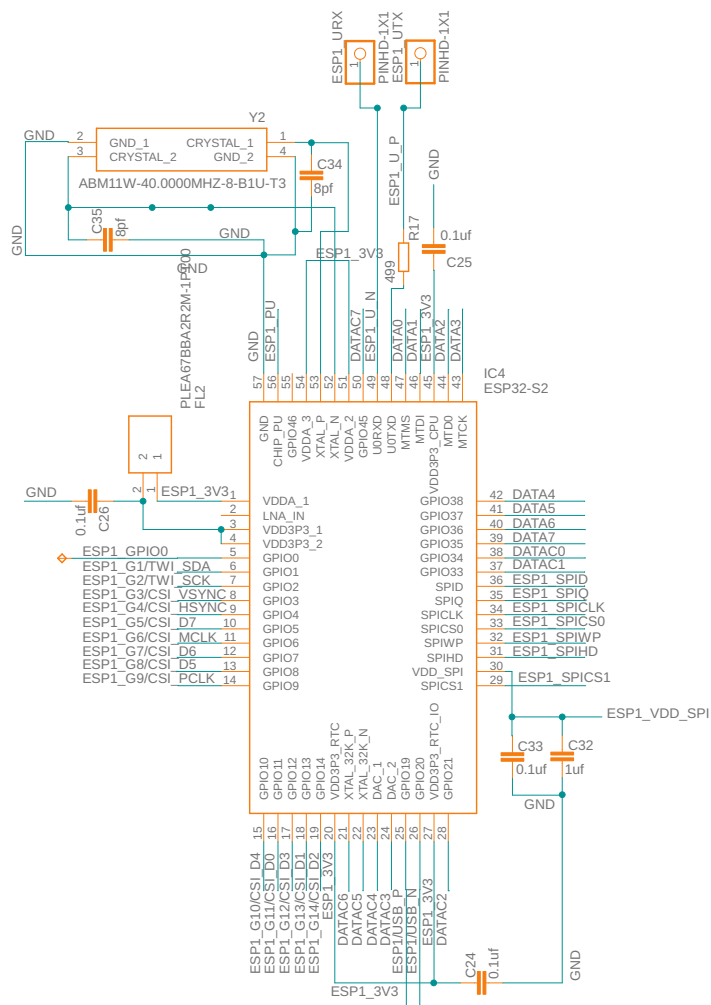 ESP1_URX
PINHD-1X1
ESP1_UTX
PINHD-1X1
1
1
Y2
GND
2
GND_1
CRYSTAL_1
1
3
CRYSTAL_2
GND_2
4
ABM11W-40.0000MHZ-8-B1U-T3
C34
8pf
C35
8pf
GND
GND
GND
ESP1_U_P
GND
R17
499
0.1uf
C25
ESP1_3V3
PLEA67BBA2R2M-1PT00
FL2
2
1
2
1
GND
ESP1_PU
DATAC7
ESP1_U_N
DATA0
DATA1
ESP1_3V3
DATA2
DATA3
57
56
55
54
53
52
51
50
49
48
47
46
45
44
43
IC4
ESP32-S2
GND
CHIP_PU
GPIO46
VDDA_3
XTAL_P
XTAL_N
VDDA_2
GPIO45
U0RXD
U0TXD
MTMS
MTDI
VDD3P3_CPU
MTD0
MTCK
GND
0.1uf
C26
ESP1_3V3
1 VDDA_1
2 LNA_IN
3 VDD3P3_1
4 VDD3P3_2
ESP1_GPIO0 5 GPIO0
ESP1_G1/TWI_SDA 6 GPIO1
ESP1_G2/TWI_SCK 7 GPIO2
ESP1_G3/CSI_VSYNC 8 GPIO3
ESP1_G4/CSI_HSYNC 9 GPIO4
ESP1_G5/CSI_D7 10 GPIO5
ESP1_G6/CSI_MCLK 11 GPIO6
ESP1_G7/CSI_D6 12 GPIO7
ESP1_G8/CSI_D5 13 GPIO8
ESP1_G9/CSI_PCLK 14 GPIO9
GPIO38 42 DATA4
GPIO37 41 DATA5
GPIO36 40 DATA6
GPIO35 39 DATA7
GPIO34 38 DATAC0
GPIO33 37 DATAC1
SPID 36 ESP1_SPID
SPIQ 35 ESP1_SPIQ
SPICLK 34 ESP1_SPICLK
SPICS0 33 ESP1_SPICS0
SPIWP 32 ESP1_SPIWP
SPIHD 31 ESP1_SPIHD
VDD_SPI 30
SPICS1 29 ESP1_SPICS1
ESP1_VDD_SPI
C33
0.1uf
C32
1uf
GND
GPIO10
GPIO11
GPIO12
GPIO13
GPIO14
VDD3P3_RTC
XTAL_32K_P
XTAL_32K_N
DAC_1
DAC_2
GPIO19
GPIO20
VDD3P3_RTC_IO
GPIO21
15
16
17
18
19
20
21
22
23
24
25
26
27
28
ESP1_G10/CSI_D4
ESP1_G11/CSI_D0
ESP1_G12/CSI_D3
ESP1_G13/CSI_D1
ESP1_G14/CSI_D2
ESP1_3V3
DATAC6
DATAC5
DATAC4
DATAC3
ESP1/USB_P
ESP1/USB_N
ESP1_3V3
DATAC2
ESP1_3V3
C24
0.1uf
GND